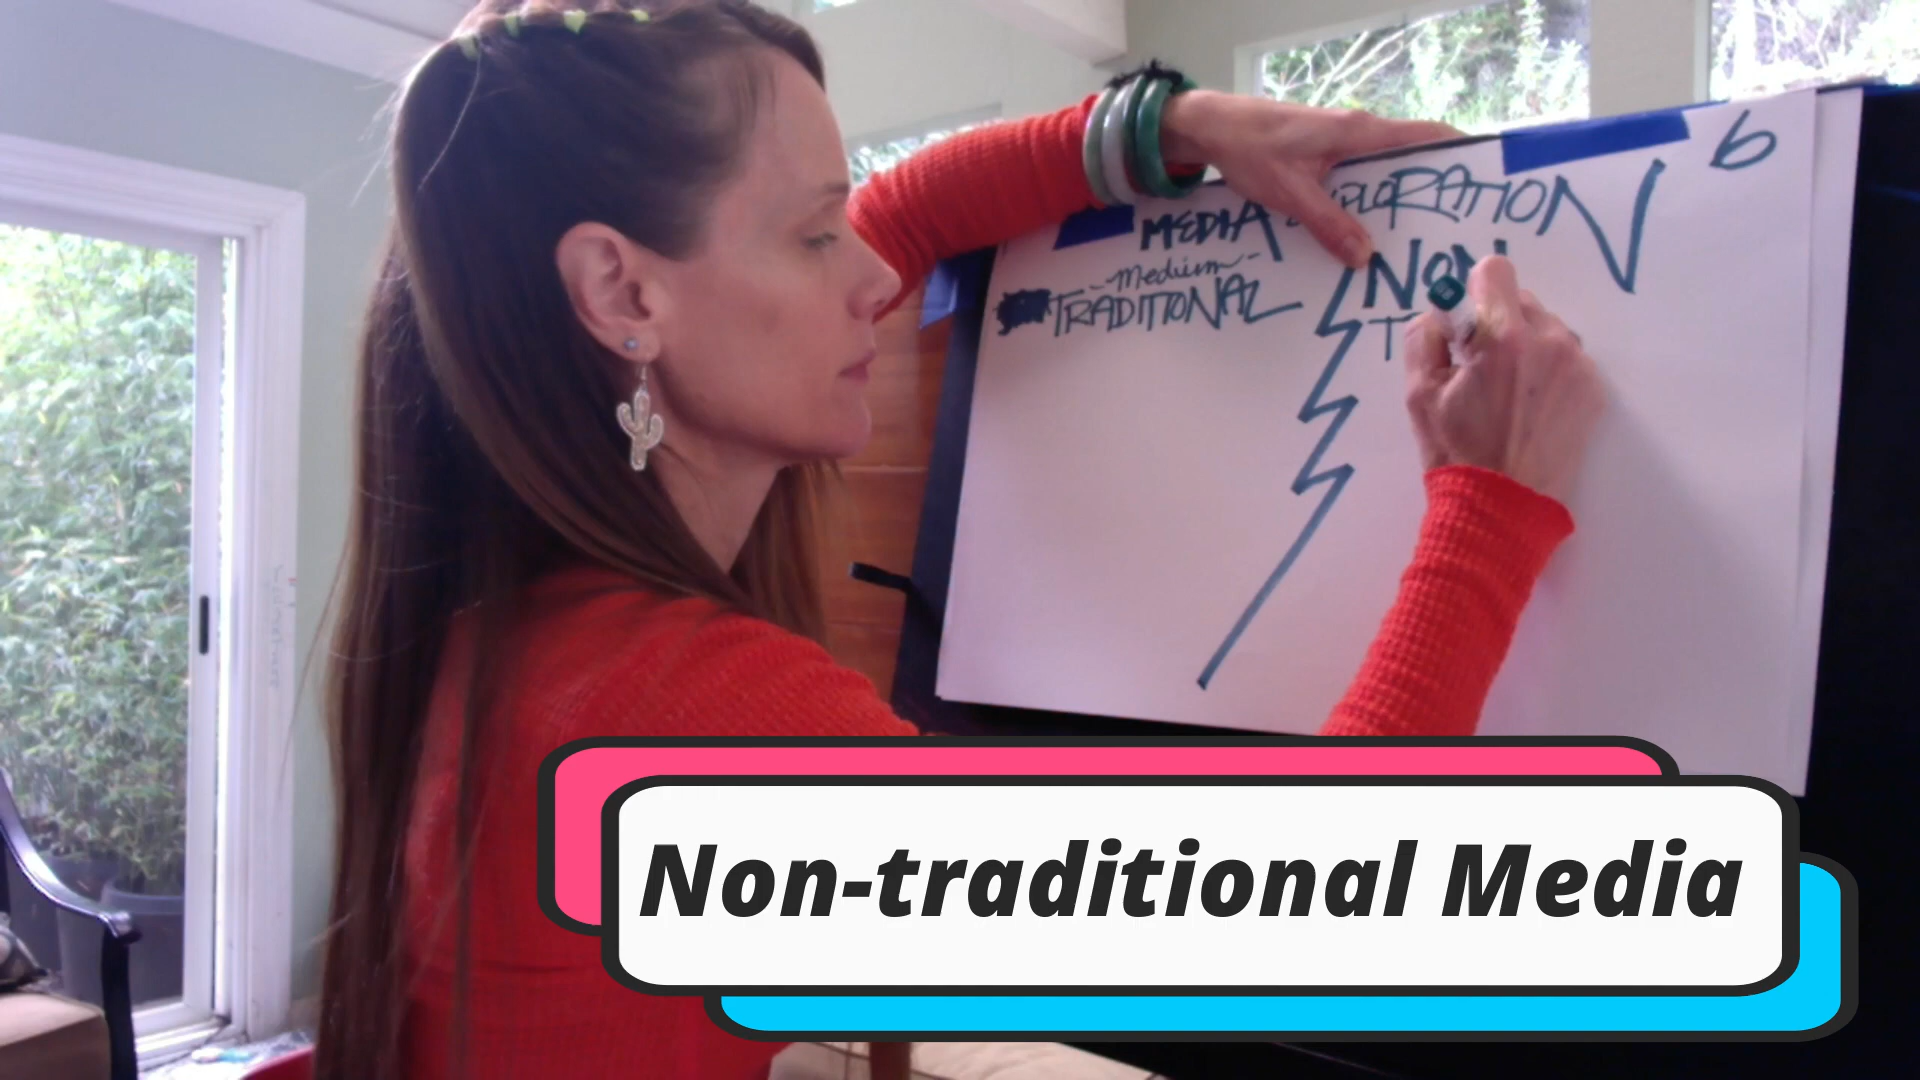 6
MEDIA EXPLORATION
- Medium -
TRADITIONAL
NON
T
Non-traditional Media